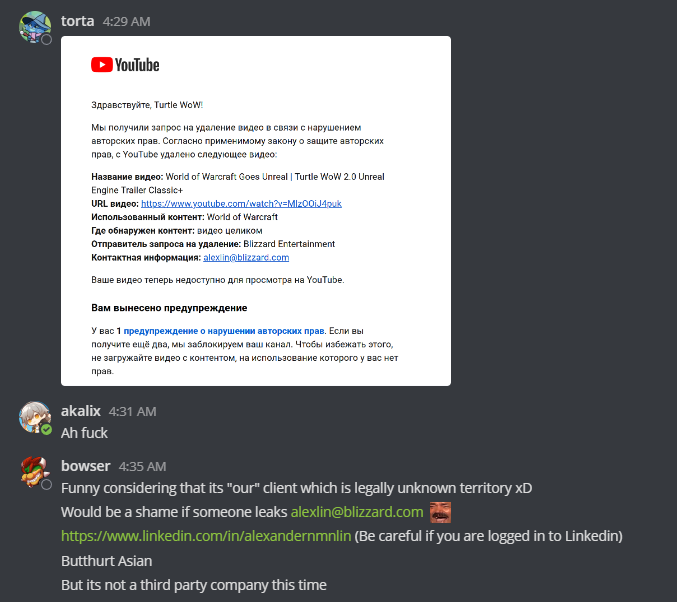 torta 4:29 AM
YouTube
Здравствуйте, Turtle WoW!
Мы получили запрос на удаление видео в связи с нарушением
авторских прав. Согласно применимому закону о защите авторских
прав, с YouTube удалено следующее видео:
Название видео: World of Warcraft Goes Unreal | Turtle WoW 2.0 Unreal
Engine Trailer Classic+
URL видео: https://www.youtube.com/watch?v=MIzOOiJ4puk
Использованный контент: World of Warcraft
Где обнаружен контент: видео целиком
Отправитель запроса на удаление: Blizzard Entertainment
Контактная информация: alexlin@blizzard.com
Ваше видео теперь недоступно для просмотра на YouTube.
Вам вынесено предупреждение
У вас 1 предупреждение о нарушении авторских прав. Если вы
получите ещё два, мы заблокируем ваш канал. Чтобы избежать этого,
не загружайте видео с контентом, на использование которого у вас нет
прав.
akalix 4:31 AM
Ah fuck
bowser 4:35 AM
Funny considering that its "our" client which is legally unknown territory xD
Would be a shame if someone leaks alexlin@blizzard.com
https://www.linkedin.com/in/alexandernmnlin (Be careful if you are logged in to Linkedin)
Butthurt Asian
But its not a third party company this time